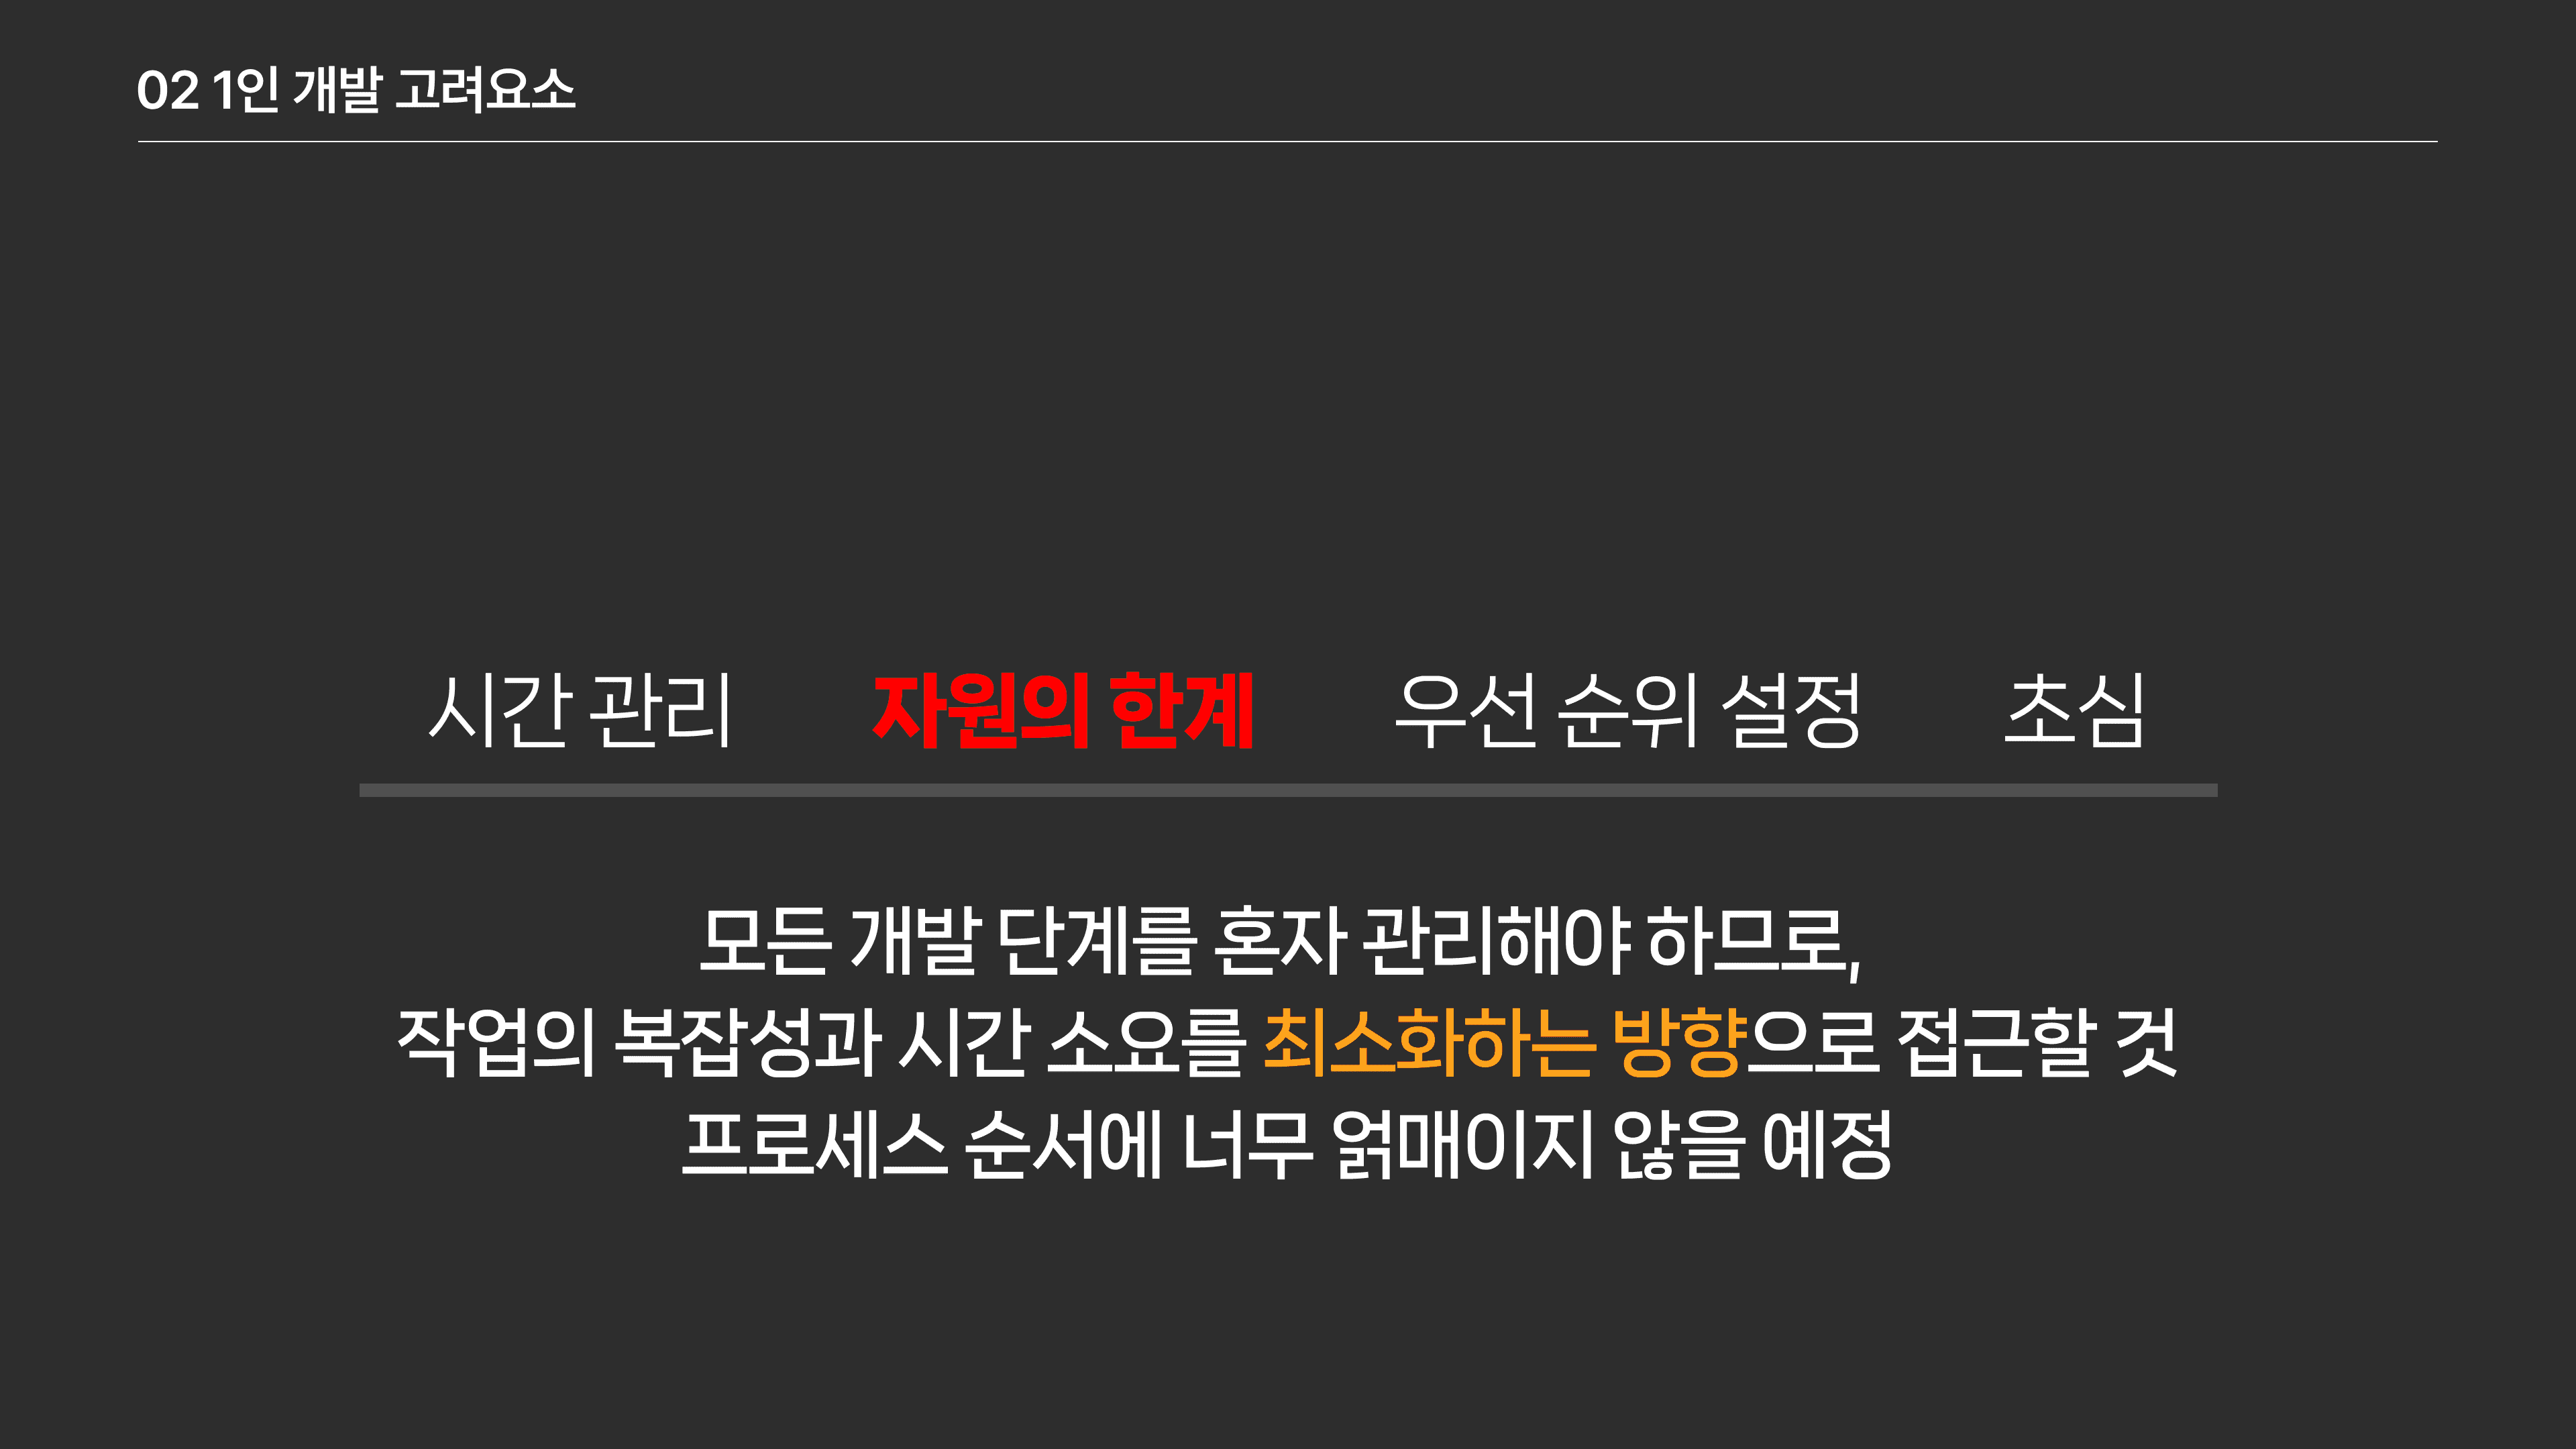 02 1인 개발 고려요소
시간 관리 자원의 한계 우선 순위 설정 초심
모든 개발 단계를 혼자 관리해야 하므로,
작업의 복잡성과 시간 소요를 최소화하는 방향으로 접근할 것
프로세스 순서에 너무 얽매이지 않을 예정